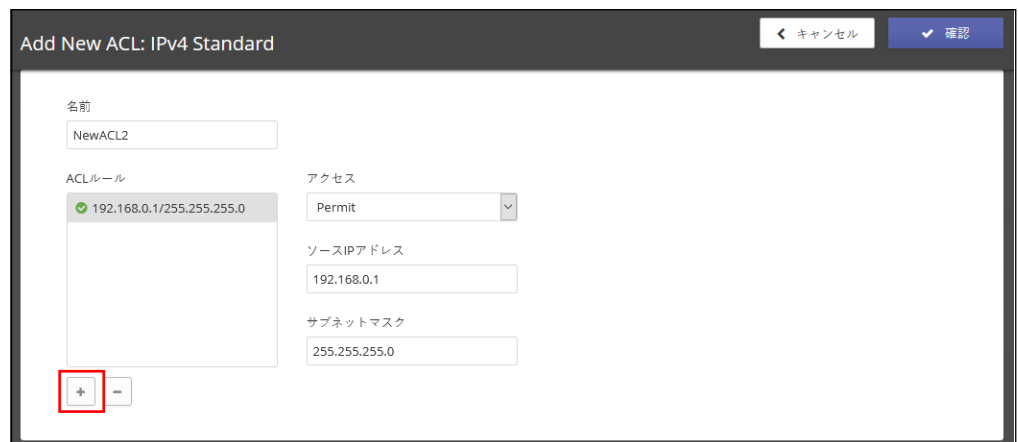 Add New ACL: IPv4 Standard
キャンセル
確認
名前
NewACL2
ACLルール
192.168.0.1/255.255.255.0
アクセス
Permit
ソースIPアドレス
192.168.0.1
サブネットマスク
255.255.255.0
+
-